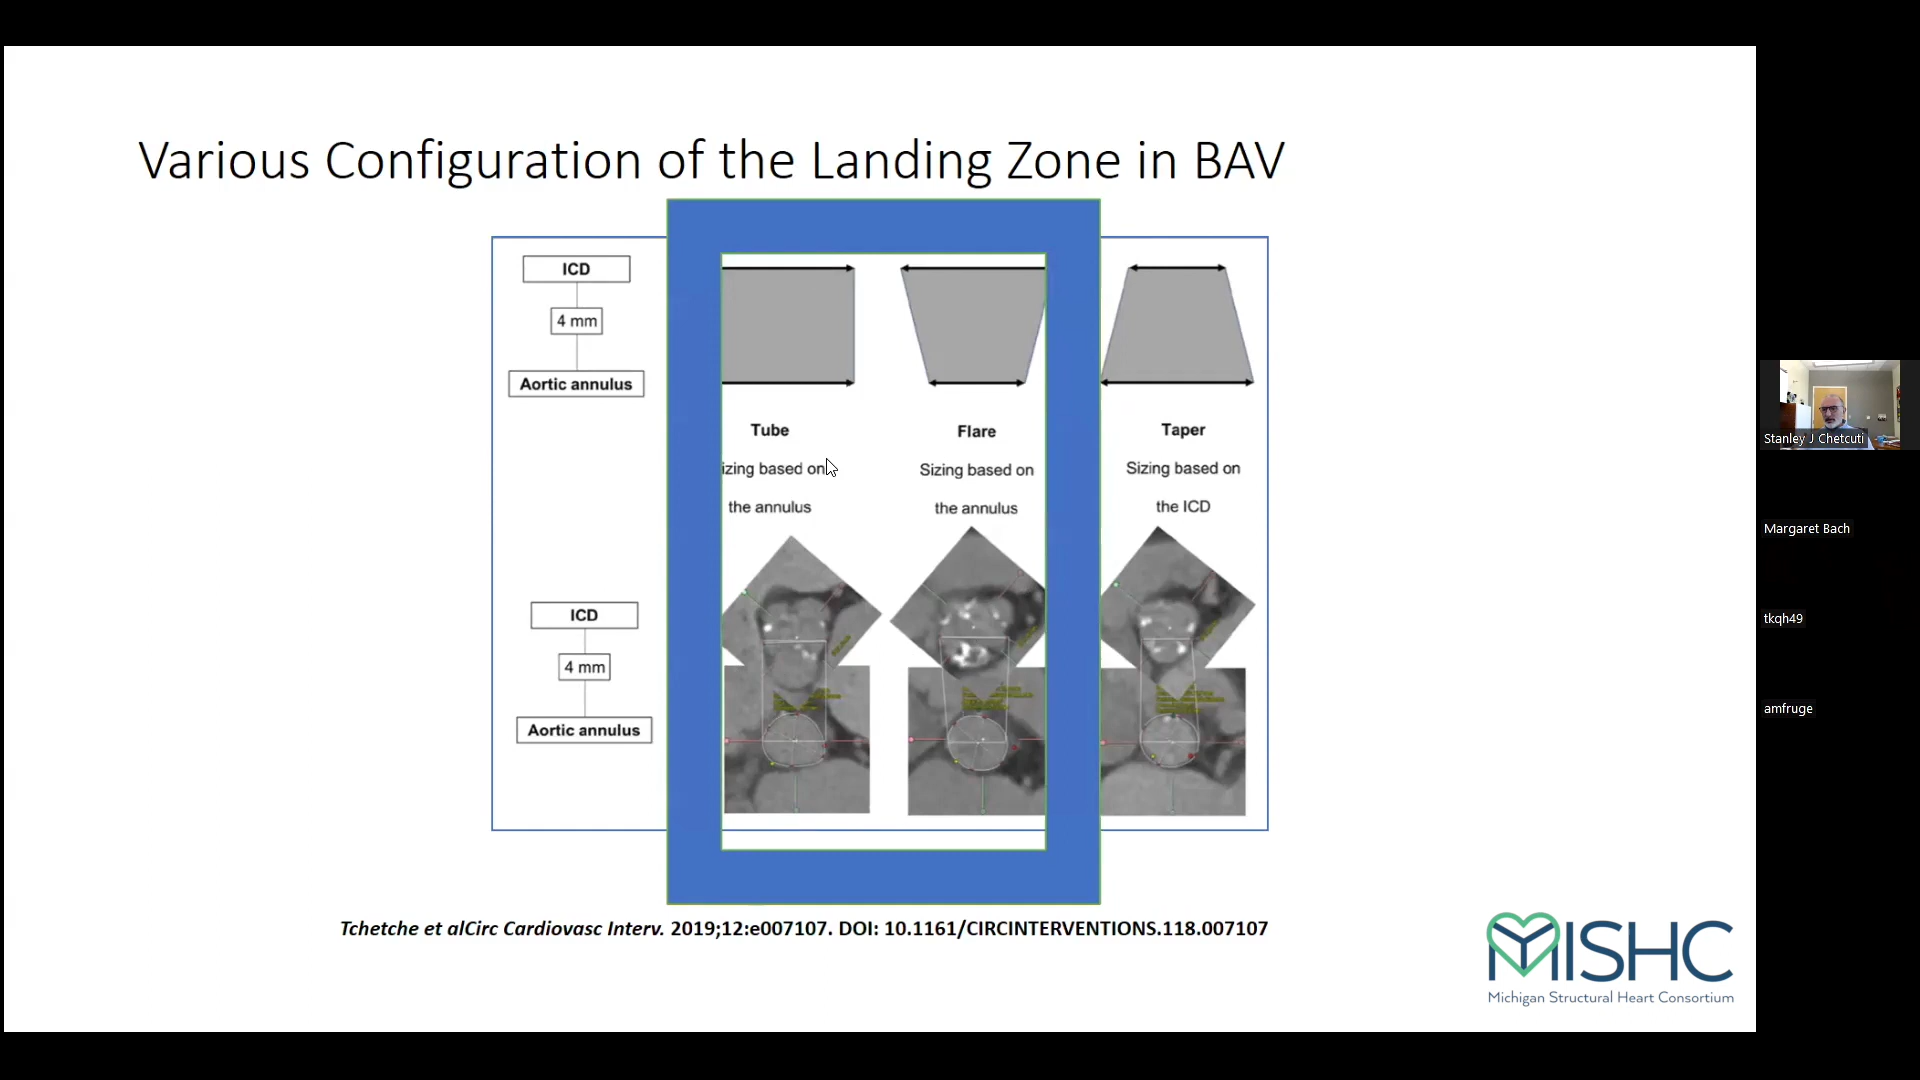 Various Configuration of the Landing Zone in BAV
ICD
4 mm
Aortic annulus
Tube
izing based on
the annulus
Flare
Sizing based on
the annulus
Taper
Sizing based on
the ICD
ICD
4 mm
Aortic annulus
Tchetche et alCirc Cardiovasc Interv. 2019;12:e007107. DOI: 10.1161/CIRCINTERVENTIONS.118.007107
MISHC
Michigan Structural Heart Consortium
Stanley J Chetcuti
Margaret Bach
tkqh49
amfruge